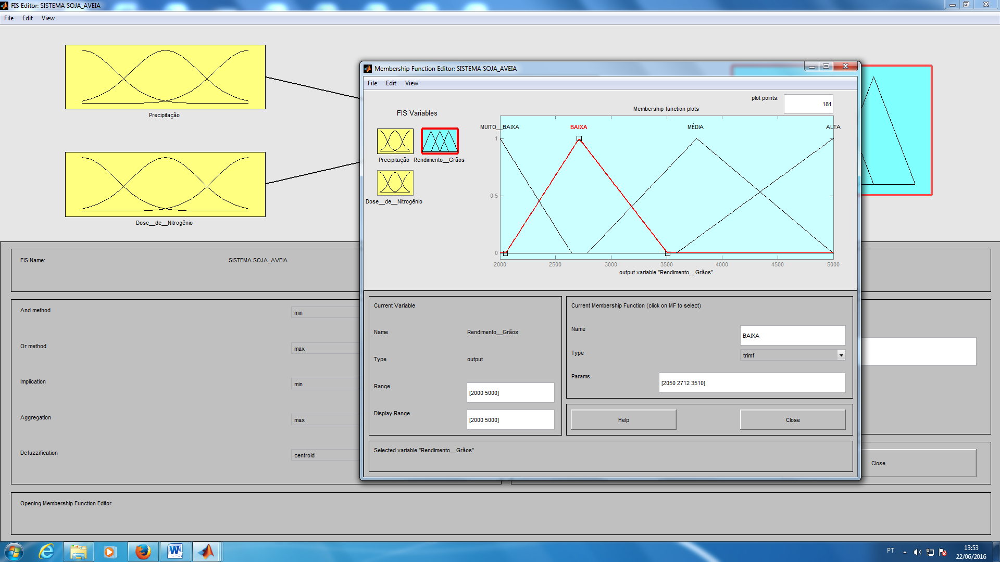 FIS Editor: SISTEMA SOJA_AVEIA
File Edit View
Precipitação
Dose__de__Nitrogênio
FIS Name: SISTEMA SOJA_AVEIA
And method min
Or method max
Implication min
Aggregation max
Defuzzification centroid
Close
Opening Membership Function Editor
Membership Function Editor: SISTEMA SOJA_AVEIA
File Edit View
plot points: 181
FIS Variables
Membership function plots
Precipitação Rendimento__Grãos
Dose__de__Nitrogênio
MUITO__BAIXA BAIXA MÉDIA ALTA
1
0.5
0
2000 2500 3000 3500 4000 4500 5000
output variable "Rendimento__Grãos"
Current Variable
Name Rendimento__Grãos
Type output
Range [2000 5000]
Display Range [2000 5000]
Current Membership Function (click on MF to select)
Name BAIXA
Type trimf
Params [2050 2712 3510]
Help Close
Selected variable "Rendimento__Grãos"
PT
13:53
22/06/2016